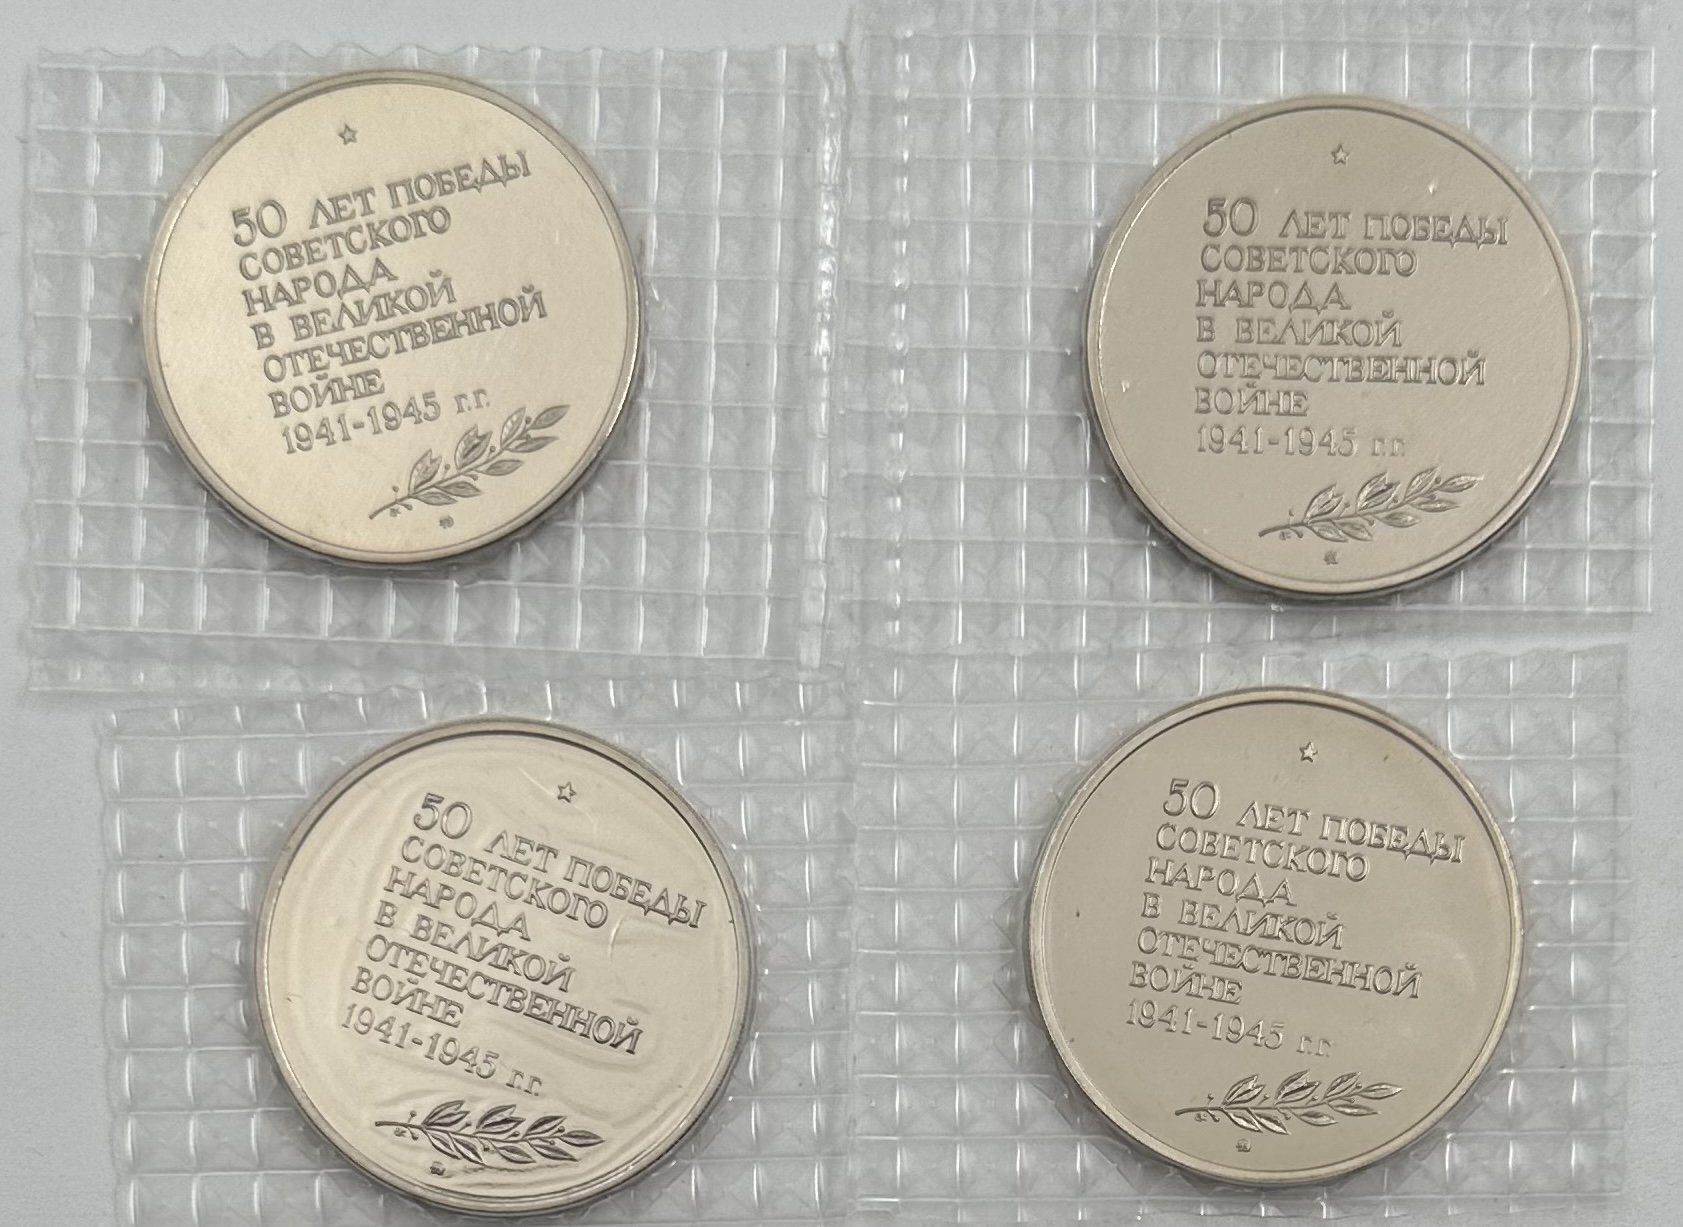 50 ЛЕТ ПОБЕДЫ
СОВЕТСКОГО
НАРОДА
В ВЕЛИКОЙ
ОТЕЧЕСТВЕННОЙ
ВОЙНЕ
1941-1945 г.г.
50 ЛЕТ ПОБЕДЫ
СОВЕТСКОГО
НАРОДА
В ВЕЛИКОЙ
ОТЕЧЕСТВЕННОЙ
ВОЙНЕ
1941-1945 г.г.
50 ЛЕТ ПОБЕДЫ
СОВЕТСКОГО
НАРОДА
В ВЕЛИКОЙ
ОТЕЧЕСТВЕННОЙ
ВОЙНЕ
1941-1945 г.г.
50 ЛЕТ ПОБЕДЫ
СОВЕТСКОГО
НАРОДА
В ВЕЛИКОЙ
ОТЕЧЕСТВЕННОЙ
ВОЙНЕ
1941-1945 г.г.